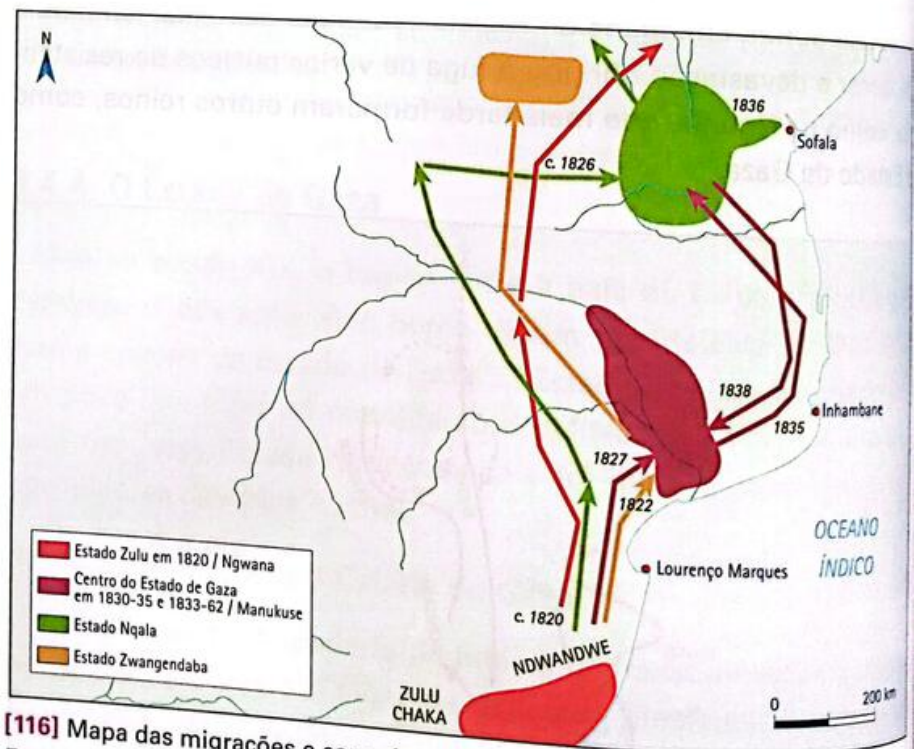 N
1836
Sofala
c. 1826
1838
Inhambane
1835
1827
1822
OCEANO
ÍNDICO
Lourenço Marques
c. 1820
NDWANDWE
ZULU
CHAKA
Estado Zulu em 1820 / Ngwana
Centro do Estado de Gaza
em 1830-35 e 1833-62 / Manukuse
Estado Nqala
Estado Zwangendaba
0 200 km
[116] Mapa das migrações e